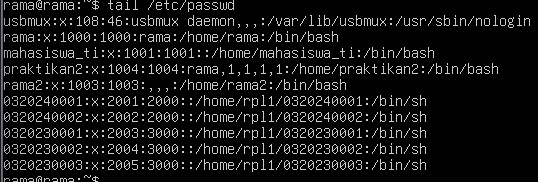 rama@rama:~$ tail /etc/passwd
usbmux:x:108:46:usbmux daemon,,,:/var/lib/usbmux:/usr/sbin/nologin
rama:x:1000:1000:rama:/home/rama:/bin/bash
mahasiswa_ti:x:1001:1001::/home/mahasiswa_ti:/bin/bash
praktikan2:x:1004:1004:rama,1,1,1,1:/home/praktikan2:/bin/bash
rama2:x:1003:1003:,,,:/home/rama2:/bin/bash
0320240001:x:2001:2000::/home/rpl1/0320240001:/bin/sh
0320240002:x:2002:2000::/home/rpl1/0320240002:/bin/sh
0320230001:x:2003:3000::/home/rpl1/0320230001:/bin/sh
0320230002:x:2004:3000::/home/rpl1/0320230002:/bin/sh
0320230003:x:2005:3000::/home/rpl1/0320230003:/bin/sh
rama@rama:~$